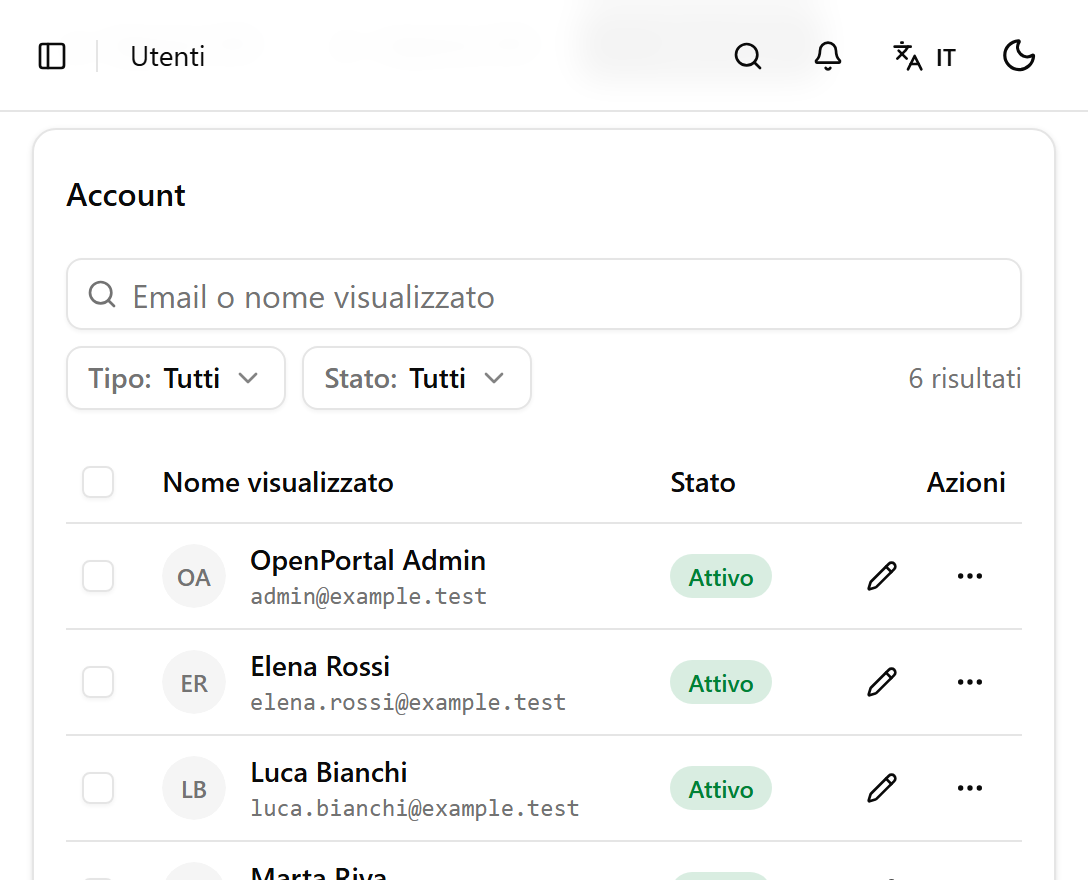 Utenti
IT
Account
Email o nome visualizzato
Tipo: Tutti
Stato: Tutti
6 risultati
Nome visualizzato
Stato
Azioni
OA
OpenPortal Admin
admin@example.test
Attivo
ER
Elena Rossi
elena.rossi@example.test
Attivo
LB
Luca Bianchi
luca.bianchi@example.test
Attivo
Marta Riva